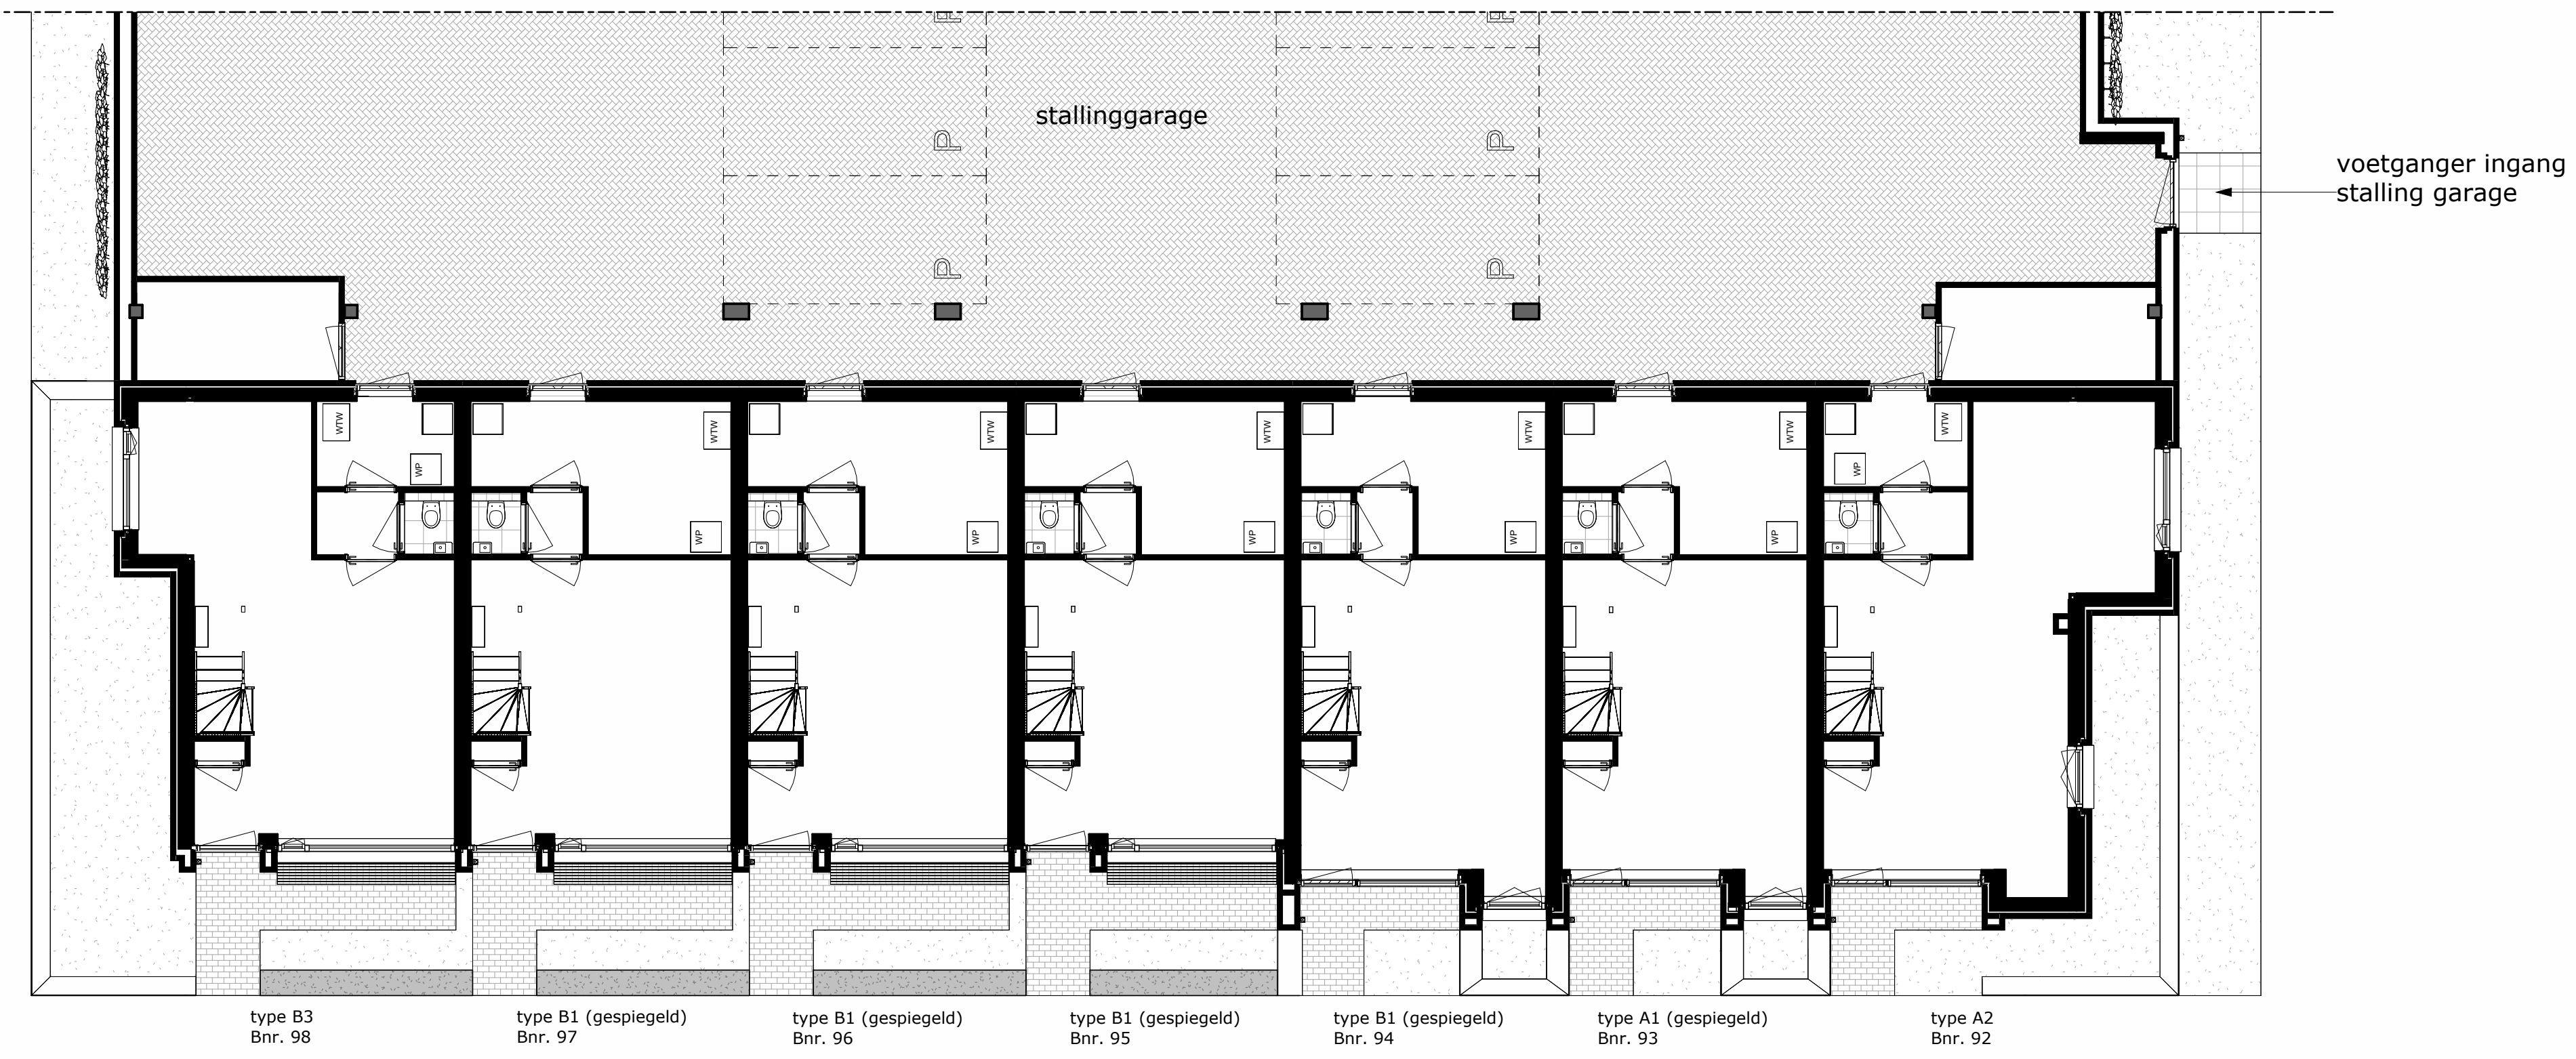 P P
stallinggarage
P P
voetganger ingang
stalling garage
P P
WTW
WTW
WTW
WTW
WTW
WTW
WTW
WP
WP
WP
WP
WP
WP
WP
type B3
Bnr. 98
type B1 (gespiegeld)
Bnr. 97
type B1 (gespiegeld)
Bnr. 96
type B1 (gespiegeld)
Bnr. 95
type B1 (gespiegeld)
Bnr. 94
type A1 (gespiegeld)
Bnr. 93
type A2
Bnr. 92